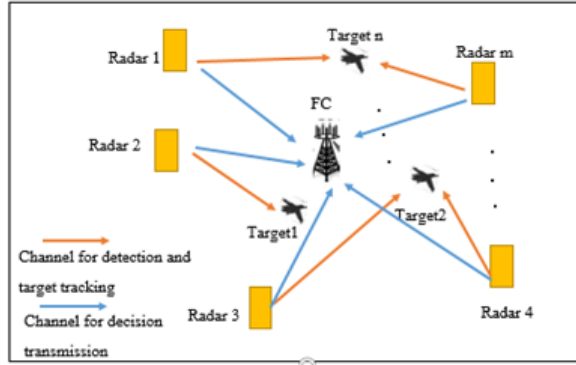 Target n
Radar 1
Radar m
FC
Radar 2
Target1
Target2
Channel for detection and
target tracking
Radar 3
Radar 4
Channel for decision
transmission